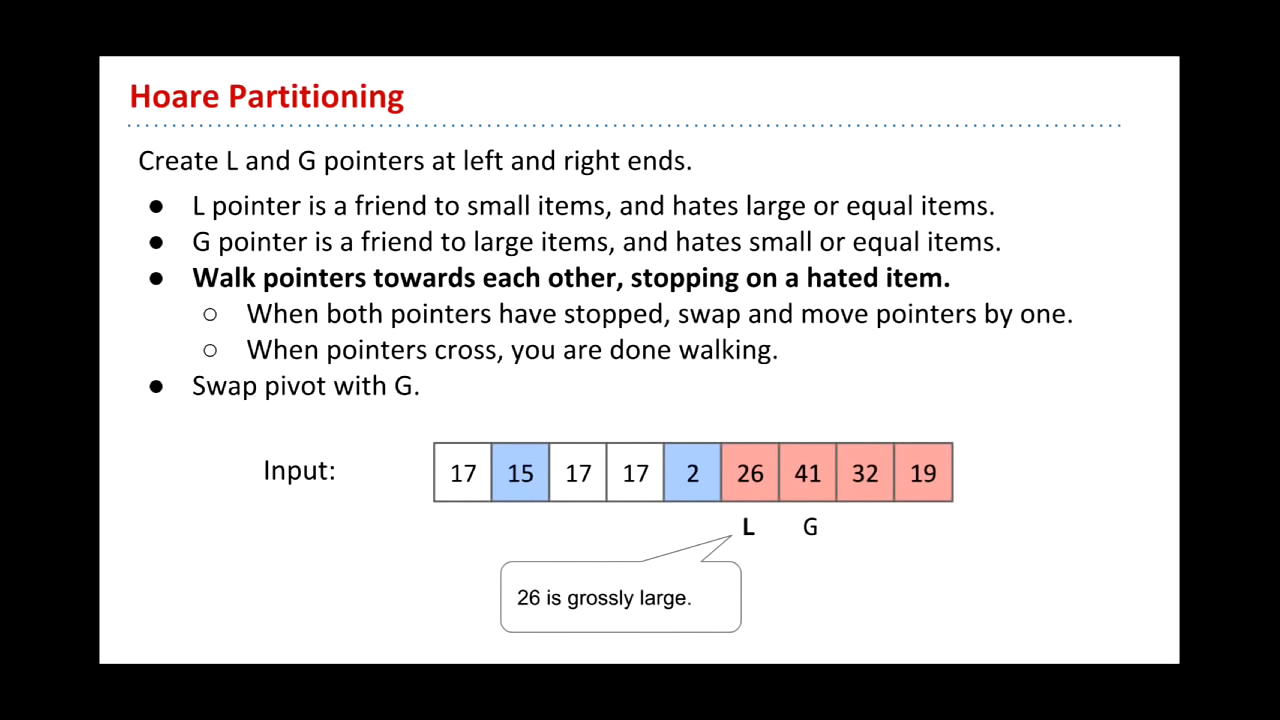 Hoare Partitioning
Create L and G pointers at left and right ends.
● L pointer is a friend to small items, and hates large or equal items.
● G pointer is a friend to large items, and hates small or equal items.
● Walk pointers towards each other, stopping on a hated item.
○ When both pointers have stopped, swap and move pointers by one.
○ When pointers cross, you are done walking.
● Swap pivot with G.
Input: 17 15 17 17 2 26 41 32 19
L G
26 is grossly large.